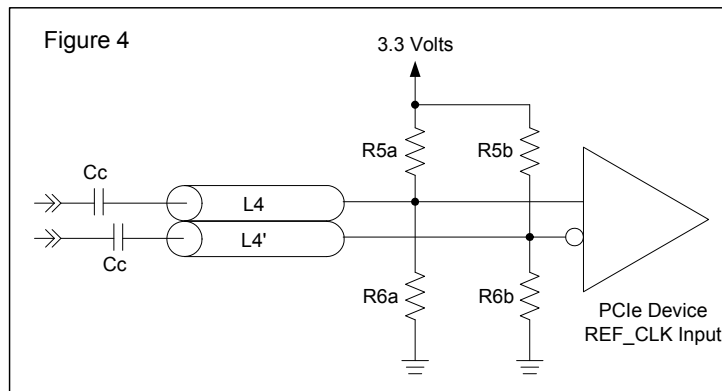 Figure 4
3.3 Volts
R5a
R5b
Cc
L4
L4'
Cc
R6a
R6b
PCIe Device
REF_CLK Input